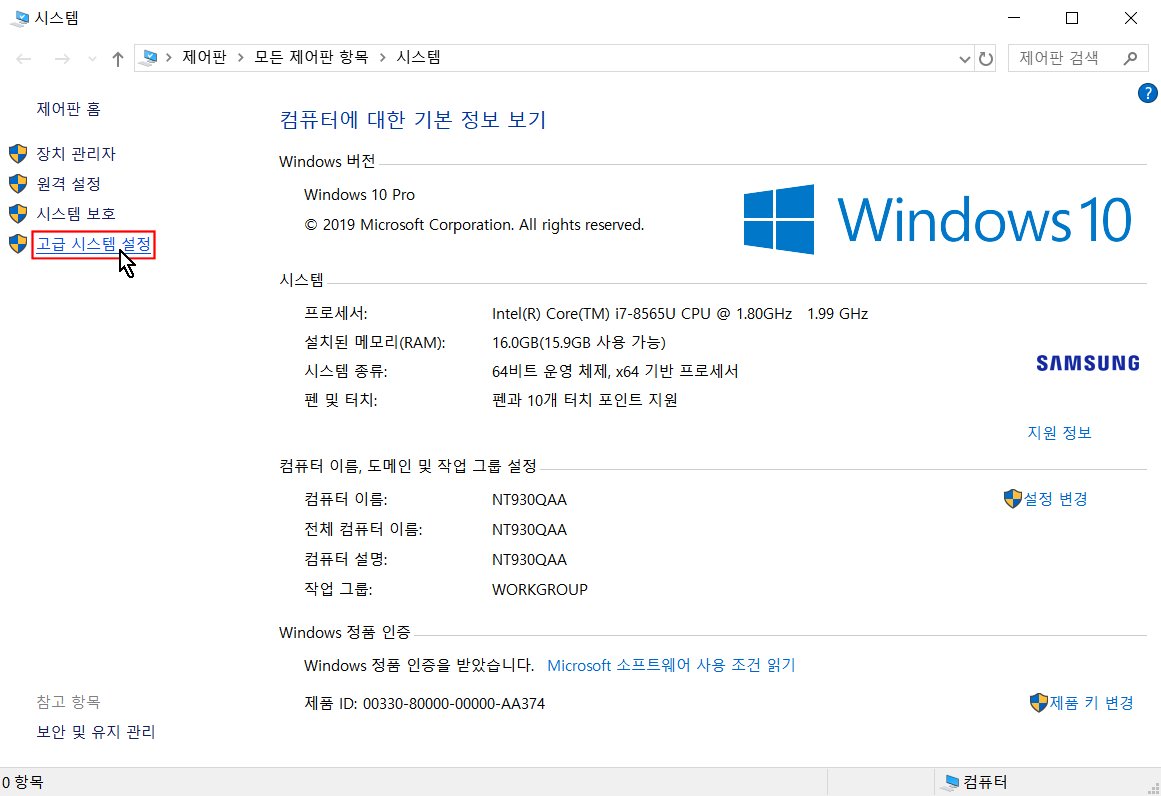 시스템
제어판 > 모든 제어판 항목 > 시스템
제어판 검색
?
제어판 홈
장치 관리자
원격 설정
시스템 보호
고급 시스템 설정
컴퓨터에 대한 기본 정보 보기
Windows 버전
Windows 10 Pro
© 2019 Microsoft Corporation. All rights reserved.
Windows 10
시스템
프로세서: Intel(R) Core(TM) i7-8565U CPU @ 1.80GHz 1.99 GHz
설치된 메모리(RAM): 16.0GB(15.9GB 사용 가능)
시스템 종류: 64비트 운영 체제, x64 기반 프로세서
펜 및 터치: 펜과 10개 터치 포인트 지원
SAMSUNG
지원 정보
컴퓨터 이름, 도메인 및 작업 그룹 설정
컴퓨터 이름: NT930QAA
설정 변경
전체 컴퓨터 이름: NT930QAA
컴퓨터 설명: NT930QAA
작업 그룹: WORKGROUP
Windows 정품 인증
Windows 정품 인증을 받았습니다. Microsoft 소프트웨어 사용 조건 읽기
제품 ID: 00330-80000-00000-AA374
제품 키 변경
참고 항목
보안 및 유지 관리
0 항목
컴퓨터